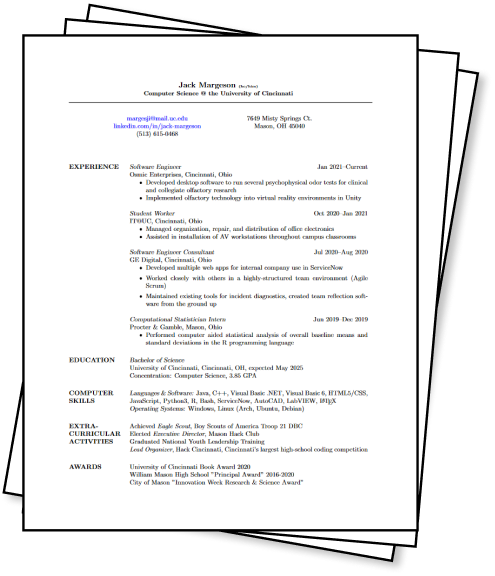 Jack Margeson [he/him]
Computer Science @ the University of Cincinnati
margesjj@mail.uc.edu
linkedin.com/in/jack-margeson
(513) 615-0468
7649 Misty Springs Ct.
Mason, OH 45040
EXPERIENCE
Software Engineer Jan 2021–Current
Osmic Enterprises, Cincinnati, Ohio
• Developed desktop software to run several psychophysical odor tests for clinical
and collegiate olfactory research
• Implemented olfactory technology into virtual reality environments in Unity
Student Worker Oct 2020–Jan 2021
IT@UC, Cincinnati, Ohio
• Managed organization, repair, and distribution of office electronics
• Assisted in installation of AV workstations throughout campus classrooms
Software Engineer Consultant Jul 2020–Aug 2020
GE Digital, Cincinnati, Ohio
• Developed multiple web apps for internal company use in ServiceNow
• Worked closely with others in a highly-structured team environment (Agile
Scrum)
• Maintained existing tools for incident diagnostics, created team reflection soft-
ware from the ground up
Computational Statistician Intern Jun 2019–Dec 2019
Procter & Gamble, Mason, Ohio
• Performed computer aided statistical analysis of overall baseline means and
standard deviations in the R programming language
EDUCATION
Bachelor of Science
University of Cincinnati, Cincinnati, OH, expected May 2025
Concentration: Computer Science, 3.85 GPA
COMPUTER
SKILLS
Languages & Software: Java, C++, Visual Basic .NET, Visual Basic 6, HTML5/CSS,
JavaScript, Python3, R, Bash, ServiceNow, AutoCAD, LabVIEW, LaTeX
Operating Systems: Windows, Linux (Arch, Ubuntu, Debian)
EXTRA-
CURRICULAR
ACTIVITIES
Achieved Eagle Scout, Boy Scouts of America Troop 21 DBC
Elected Executive Director, Mason Hack Club
Graduated National Youth Leadership Training
Lead Organizer, Hack Cincinnati, Cincinnati's largest high-school coding competition
AWARDS
University of Cincinnati Book Award 2020
William Mason High School "Principal Award" 2016-2020
City of Mason "Innovation Week Research & Science Award"